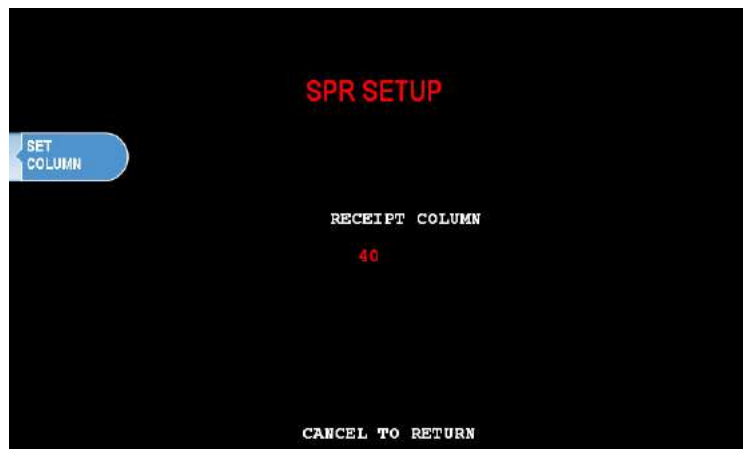 SPR SETUP
SET
COLUMN
RECEIPT COLUMN
40
CANCEL TO RETURN